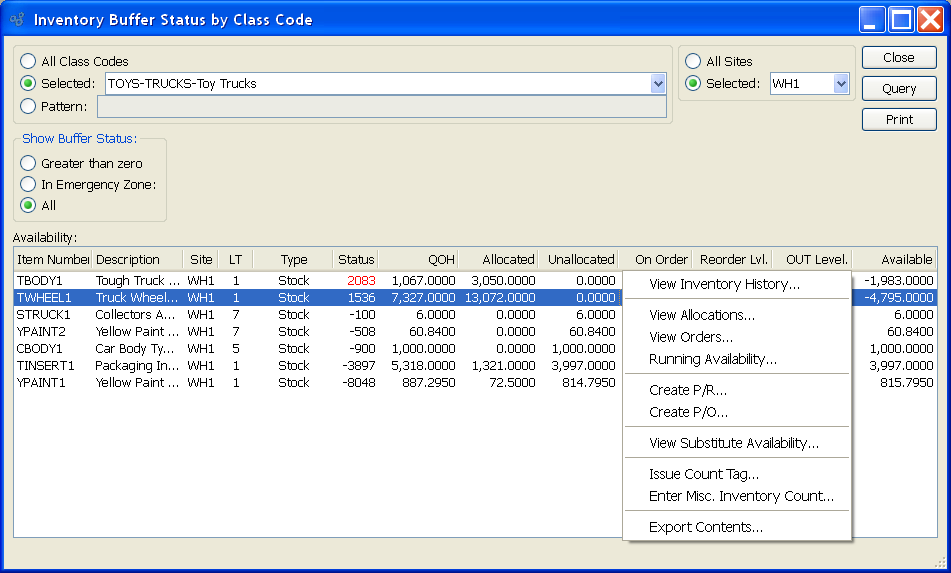 Inventory Buffer Status by Class Code
All Class Codes
Selected: TOYS-TRUCKS-Toy Trucks
Pattern:
All Sites
Selected: WH1
Close
Query
Print
Show Buffer Status:
Greater than zero
In Emergency Zone:
All
Availability:
Item Number Description Site LT Type Status QOH Allocated Unallocated On Order Reorder Lvl. OUT Level. Available
TBODY1 Tough Truck ... WH1 1 Stock 2083 1,067.0000 3,050.0000 0.0000 -1,983.0000
TWHEEL1 Truck Wheel... WH1 1 Stock 1536 7,327.0000 13,072.0000 0.0000 -4,795.0000
STRUCK1 Collectors A... WH1 7 Stock -100 6.0000 0.0000 6.0000 6.0000
YPAINT2 Yellow Paint ... WH1 7 Stock -508 60.8400 0.0000 60.8400 60.8400
CBODY1 Car Body Ty... WH1 5 Stock -900 1,000.0000 0.0000 1,000.0000 1,000.0000
TINSERT1 Packaging In... WH1 1 Stock -3897 5,318.0000 1,321.0000 3,997.0000 3,997.0000
YPAINT1 Yellow Paint ... WH1 1 Stock -8048 887.2950 72.5000 814.7950 815.7950
View Inventory History...
View Allocations...
View Orders...
Running Availability...
Create P/R...
Create P/O...
View Substitute Availability...
Issue Count Tag...
Enter Misc. Inventory Count...
Export Contents...